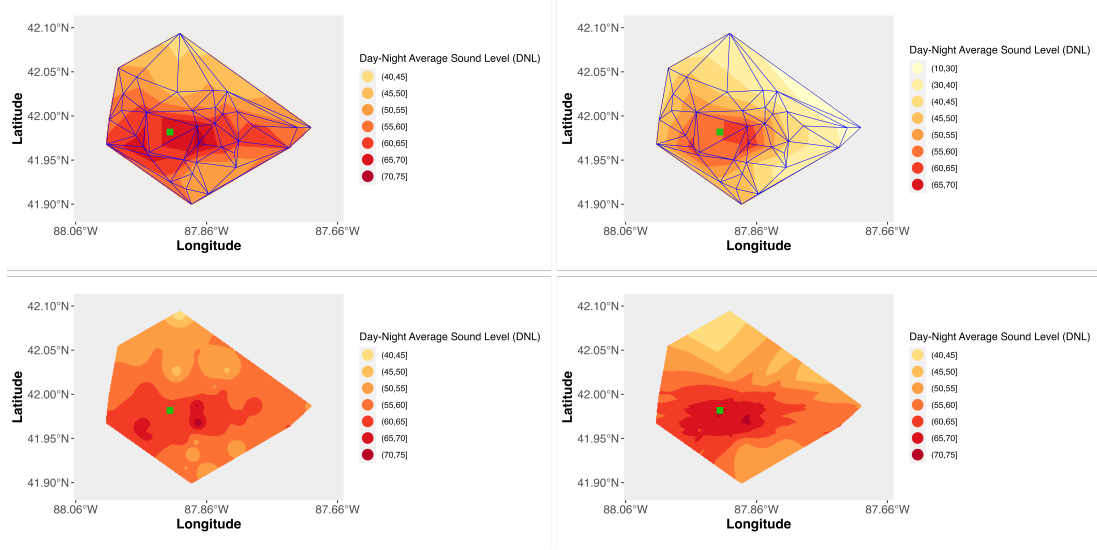 42.10°N
42.05°N
42.00°N
41.95°N
41.90°N
Latitude
88.06°W 87.86°W 87.66°W
Longitude
Day-Night Average Sound Level (DNL)
(40,45]
(45,50]
(50,55]
(55,60]
(60,65]
(65,70]
(70,75]
42.10°N
42.05°N
42.00°N
41.95°N
41.90°N
Latitude
88.06°W 87.86°W 87.66°W
Longitude
Day-Night Average Sound Level (DNL)
(10,30]
(30,40]
(40,45]
(45,50]
(50,55]
(55,60]
(60,65]
(65,70]
42.10°N
42.05°N
42.00°N
41.95°N
41.90°N
Latitude
88.06°W 87.86°W 87.66°W
Longitude
Day-Night Average Sound Level (DNL)
(40,45]
(45,50]
(50,55]
(55,60]
(60,65]
(65,70]
(70,75]
42.10°N
42.05°N
42.00°N
41.95°N
41.90°N
Latitude
88.06°W 87.86°W 87.66°W
Longitude
Day-Night Average Sound Level (DNL)
(40,45]
(45,50]
(50,55]
(55,60]
(60,65]
(65,70]
(70,75]